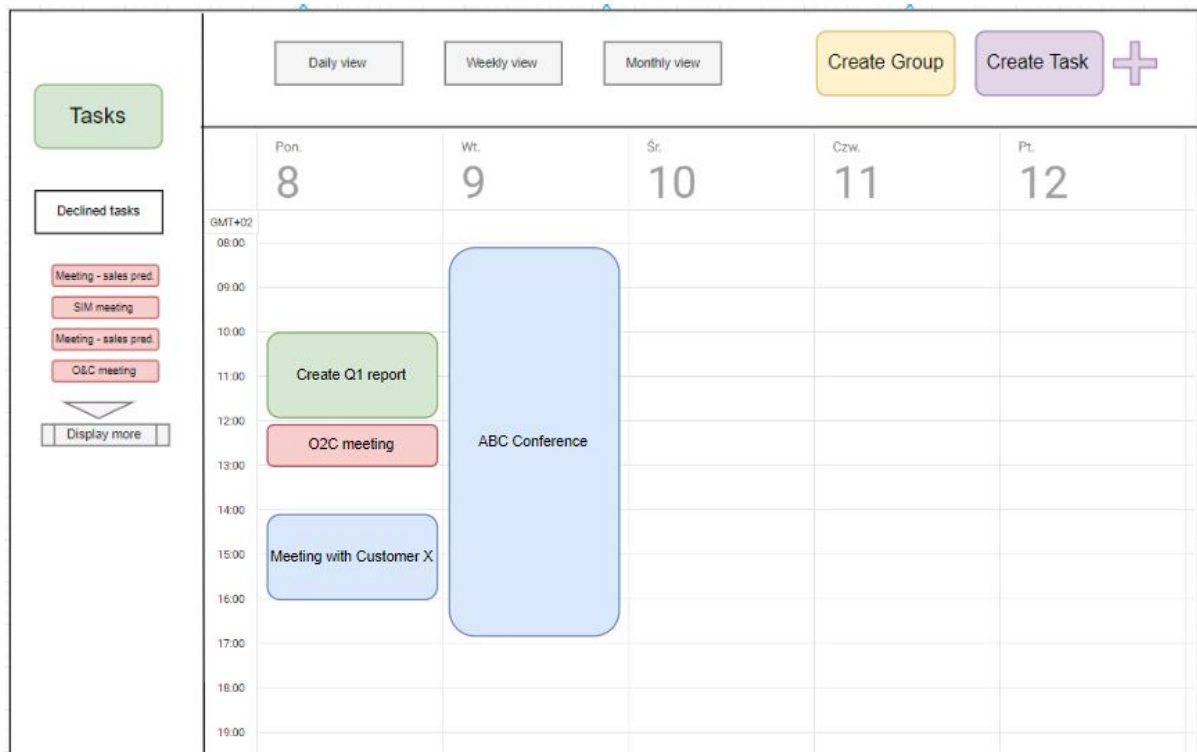 Daily view
Weekly view
Monthly view
Create Group
Create Task
Tasks
Declined tasks
Meeting - sales pred.
SIM meeting
Meeting - sales pred.
O&C meeting
Display more
Pon.
8
Wt.
9
Śr.
10
Czw.
11
Pt.
12
GMT+02
08:00
09:00
10:00
11:00
12:00
13:00
14:00
15:00
16:00
17:00
18:00
19:00
Create Q1 report
O2C meeting
Meeting with Customer X
ABC Conference